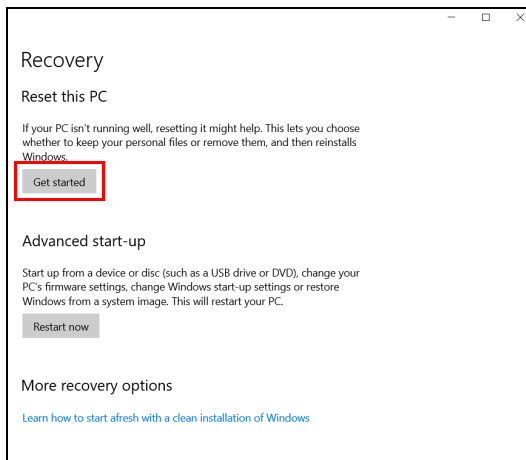 Recovery
Reset this PC
If your PC isn't running well, resetting it might help. This lets you choose
whether to keep your personal files or remove them, and then reinstalls
Windows.
Get started
Advanced start-up
Start up from a device or disc (such as a USB drive or DVD), change your
PC's firmware settings, change Windows start-up settings or restore
Windows from a system image. This will restart your PC.
Restart now
More recovery options
Learn how to start afresh with a clean installation of Windows